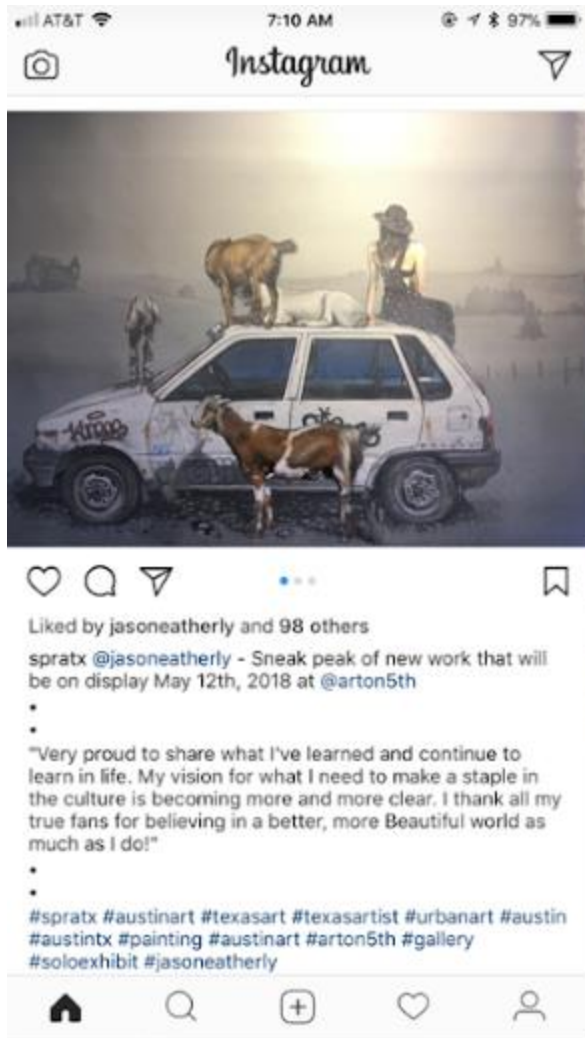 AT&T 7:10 AM 97%
Instagram
Liked by jasoneatherly and 98 others
spratx @jasoneatherly - Sneak peak of new work that will
be on display May 12th, 2018 at @arton5th
•
•
"Very proud to share what I've learned and continue to
learn in life. My vision for what I need to make a staple in
the culture is becoming more and more clear. I thank all my
true fans for believing in a better, more Beautiful world as
much as I do!"
•
•
#spratx #austinart #texasart #texasartist #urbanart #austin
#austintx #painting #austinart #arton5th #gallery
#soloexhibit #jasoneatherly